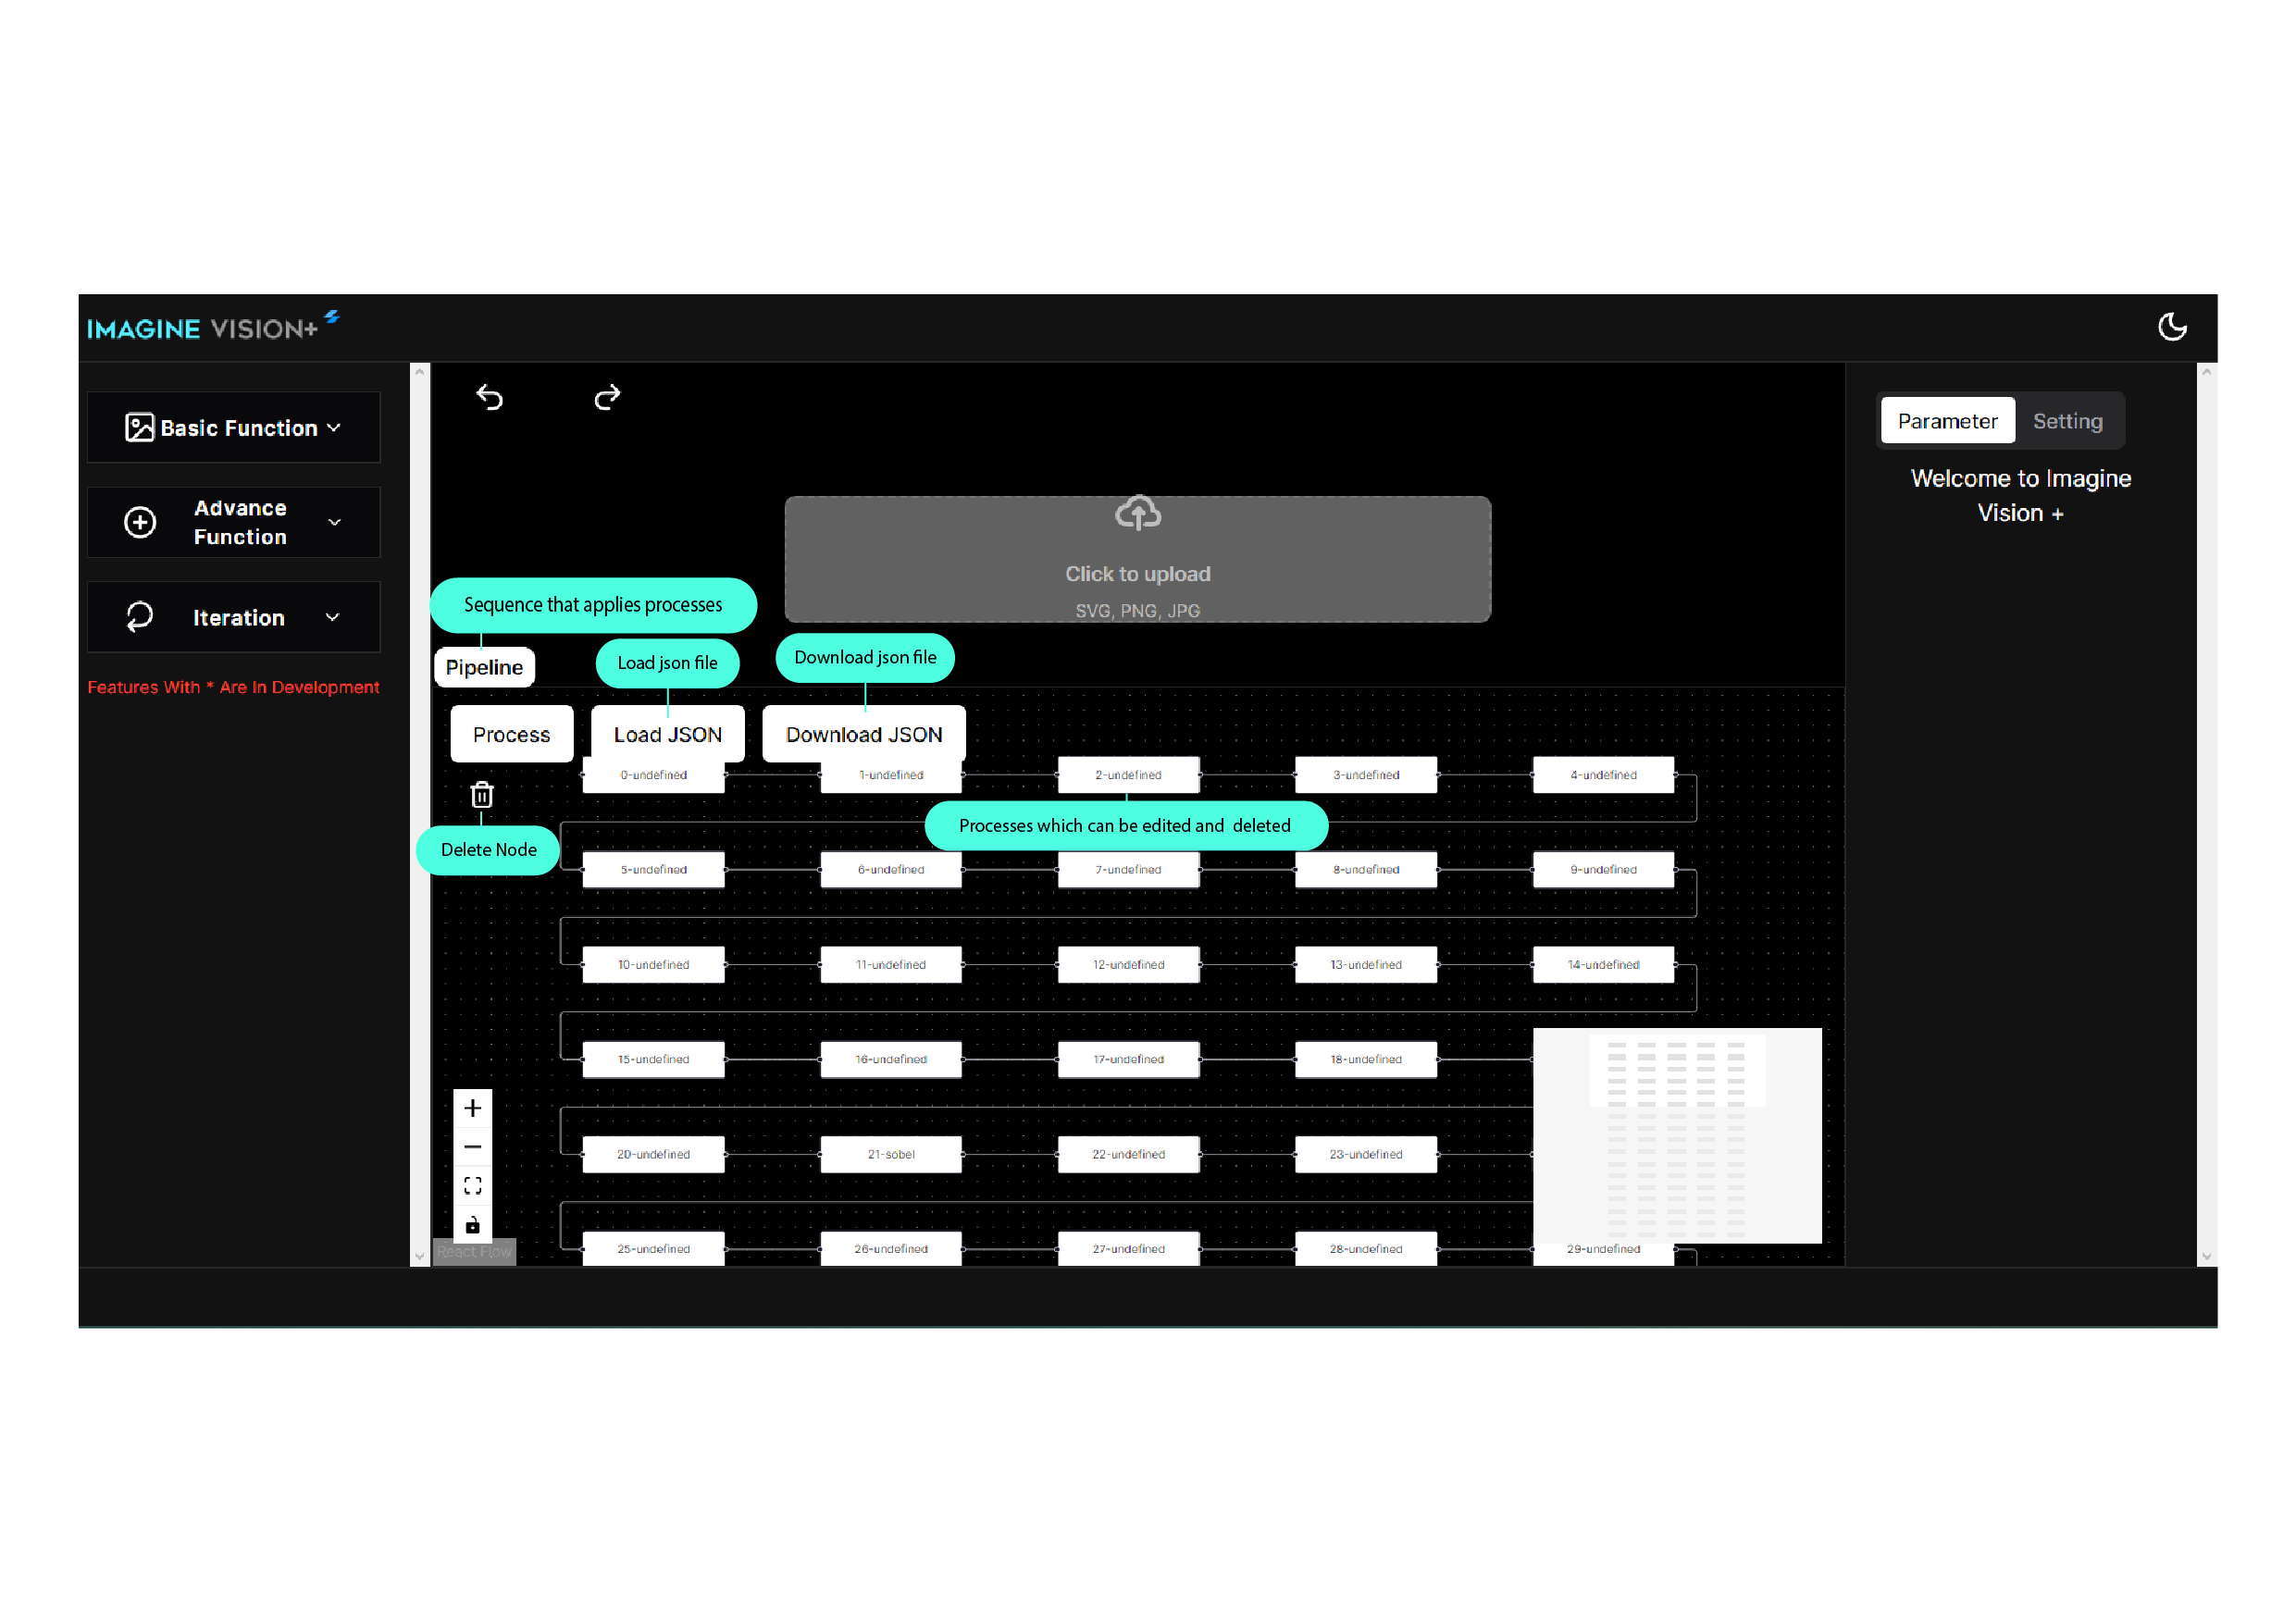 IMAGINE VISION+
Basic Function
Advance
Function
Iteration
Features With * Are In Development
Click to upload
SVG, PNG, JPG
Parameter
Setting
Welcome to Imagine
Vision +
Sequence that applies processes
Pipeline
Load json file
Download json file
Process
Load JSON
Download JSON
0-undefined
1-undefined
2-undefined
3-undefined
4-undefined
Processes which can be edited and deleted
Delete Node
5-undefined
6-undefined
7-undefined
8-undefined
9-undefined
10-undefined
11-undefined
12-undefined
13-undefined
14-undefined
15-undefined
16-undefined
17-undefined
18-undefined
20-undefined
21-sobel
22-undefined
23-undefined
25-undefined
26-undefined
27-undefined
28-undefined
29-undefined
React Flow